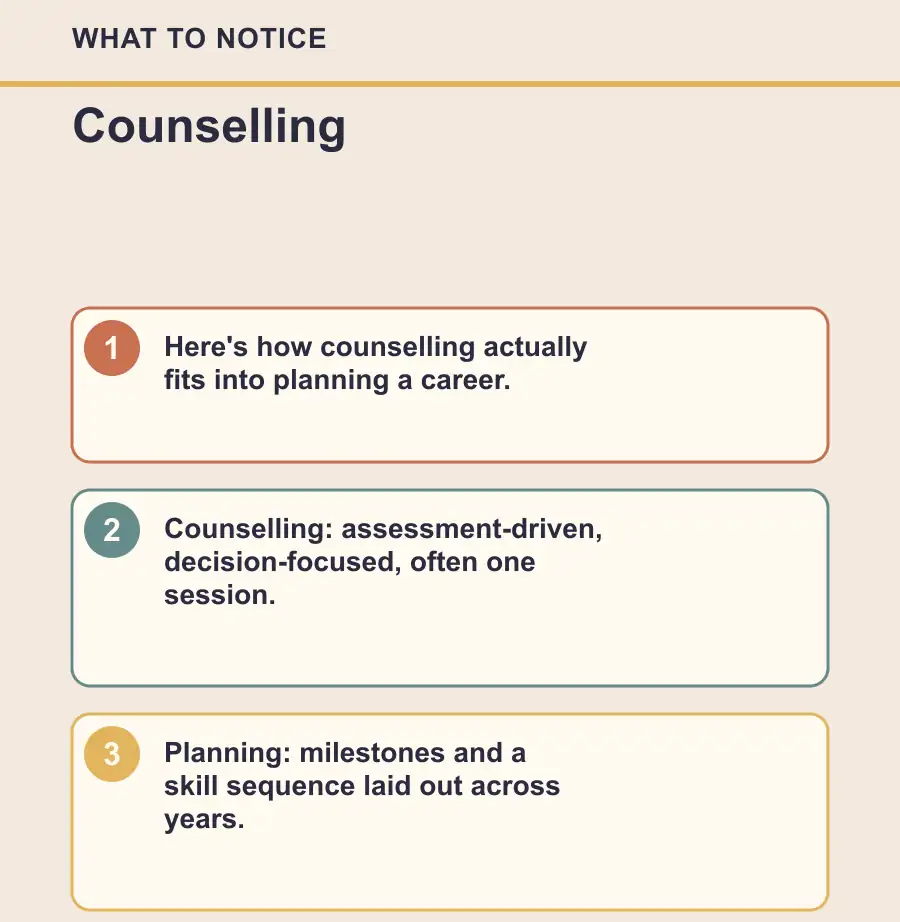 WHAT TO NOTICE
Counselling
1
Here's how counselling actually
fits into planning a career.
2
Counselling: assessment-driven,
decision-focused, often one
session.
3
Planning: milestones and a
skill sequence laid out across
years.